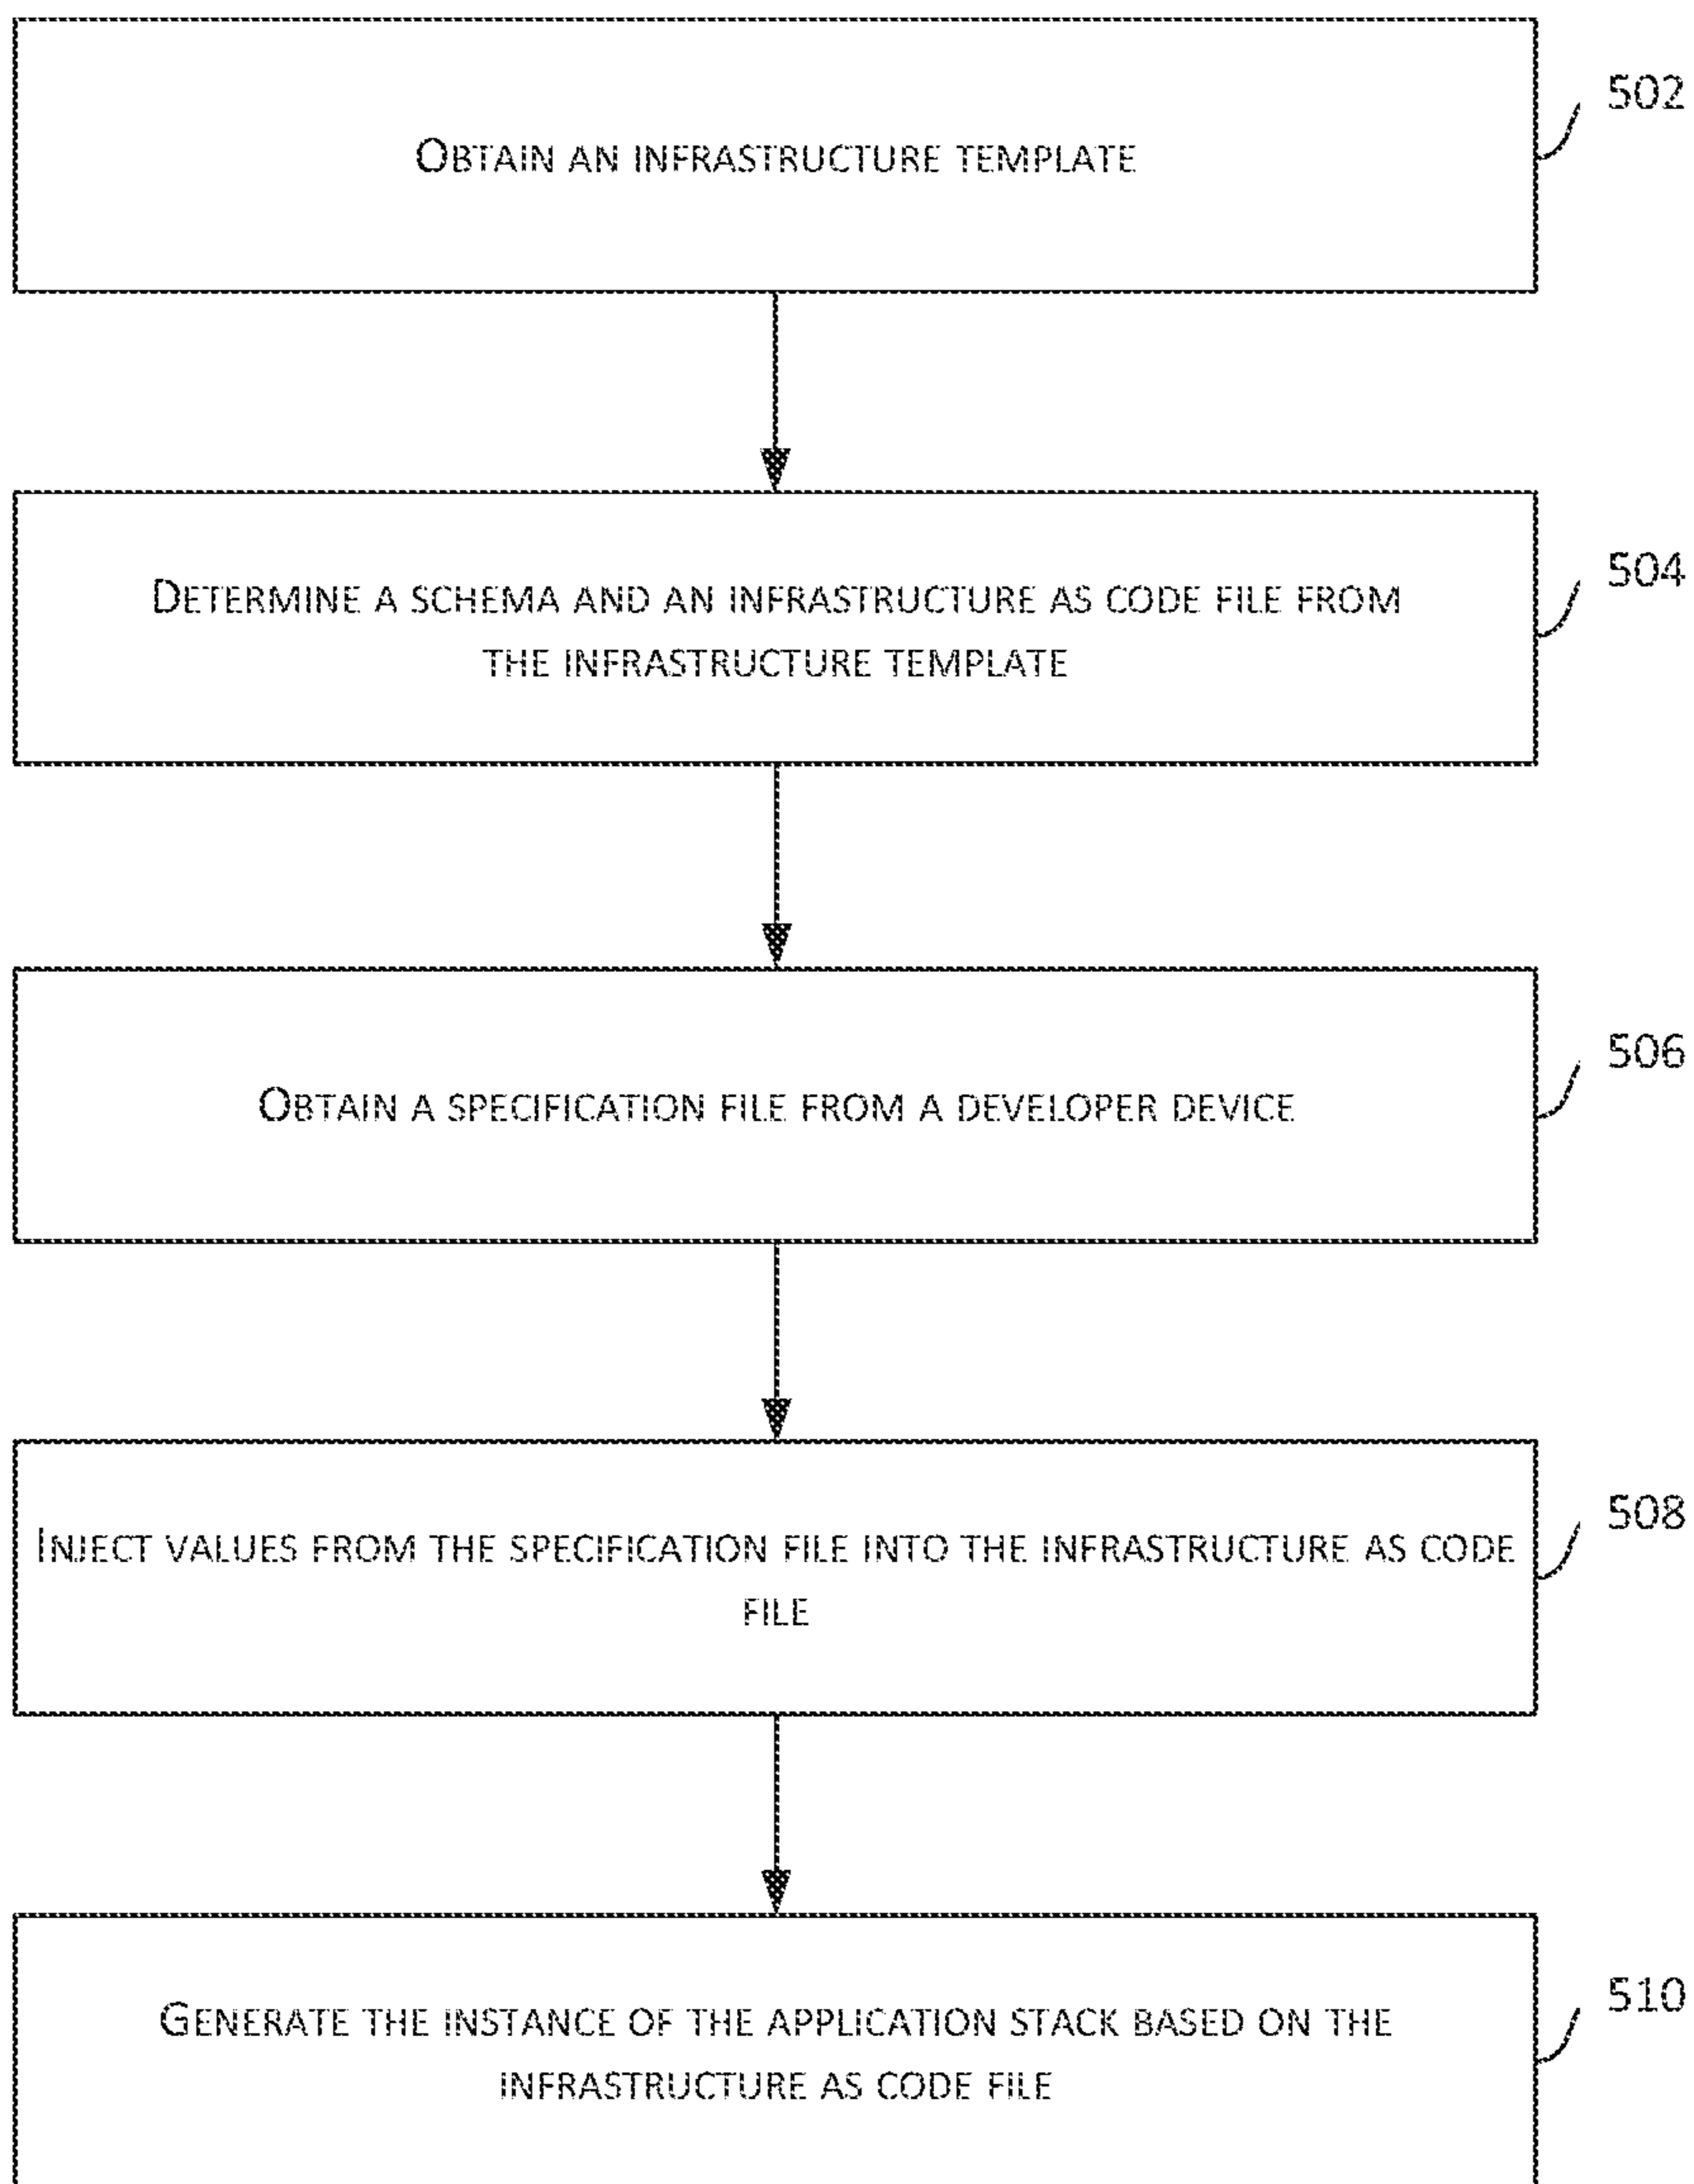 OBTAIN AN INFRASTRUCTURE TEMPLATE
502
DETERMINE A SCHEMA AND AN INFRASTRUCTURE AS CODE FILE FROM
THE INFRASTRUCTURE TEMPLATE
504
OBTAIN A SPECIFICATION FILE FROM A DEVELOPER DEVICE
506
INJECT VALUES FROM THE SPECIFICATION FILE INTO THE INFRASTRUCTURE AS CODE
FILE
508
GENERATE THE INSTANCE OF THE APPLICATION STACK BASED ON THE
INFRASTRUCTURE AS CODE FILE
510